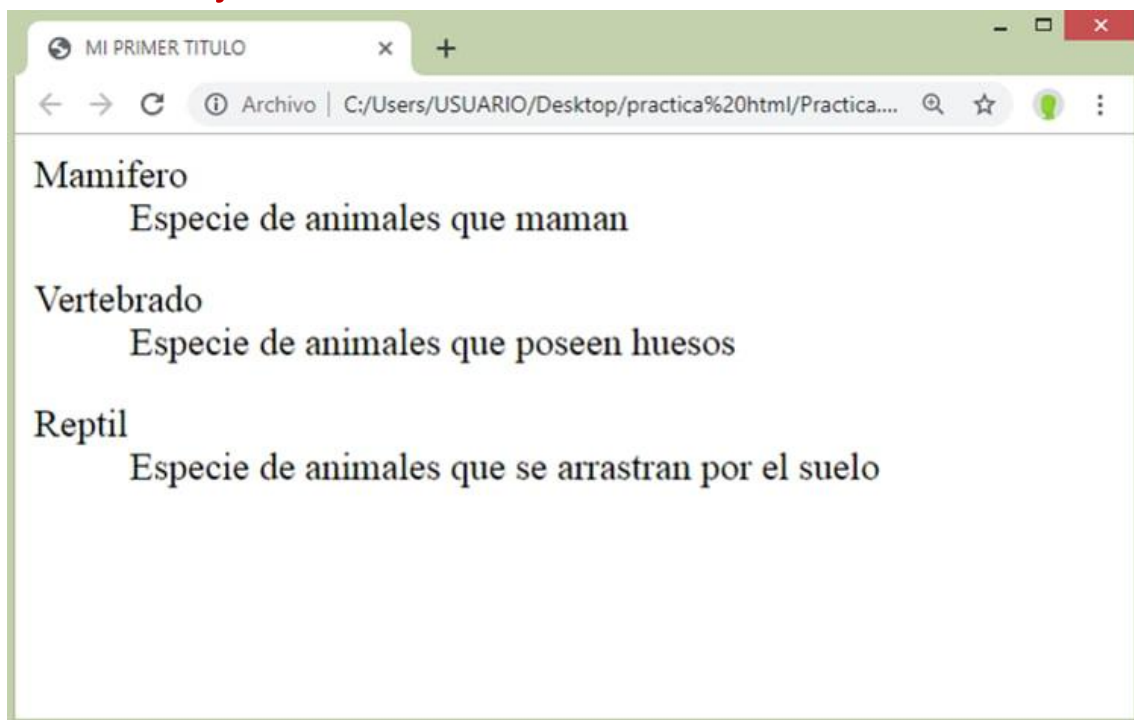 MI PRIMER TITULO
Archivo | C:/Users/USUARIO/Desktop/practica%20html/Practica....
Mamifero
Especie de animales que maman
Vertebrado
Especie de animales que poseen huesos
Reptil
Especie de animales que se arrastran por el suelo